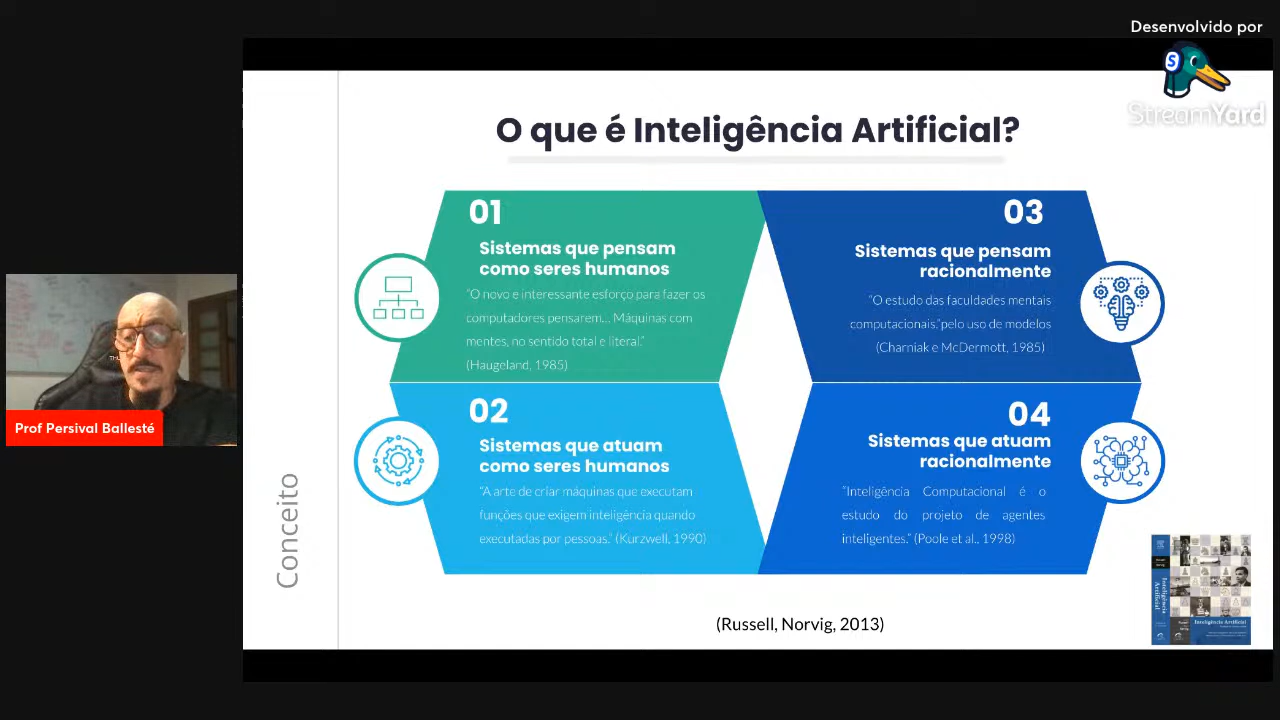 Desenvolvido por
StreamYard
O que é Inteligência Artificial?
01
Sistemas que pensam
como seres humanos
“O novo e interessante esforço para fazer os
computadores pensarem... Máquinas com
mentes, no sentido total e literal.”
(Haugeland, 1985)
02
Sistemas que atuam
como seres humanos
“A arte de criar máquinas que executam
funções que exigem inteligência quando
executadas por pessoas.” (Kurzwell, 1990)
03
Sistemas que pensam
racionalmente
“O estudo das faculdades mentais
computacionais.”pelo uso de modelos
(Charniak e McDermott, 1985)
04
Sistemas que atuam
racionalmente
“Inteligência Computacional é o
estudo do projeto de agentes
inteligentes.” (Poole et al., 1998)
Conceito
(Russell, Norvig, 2013)
Prof Persival Ballesté
Inteligência Artificial
Inteligência Artificial